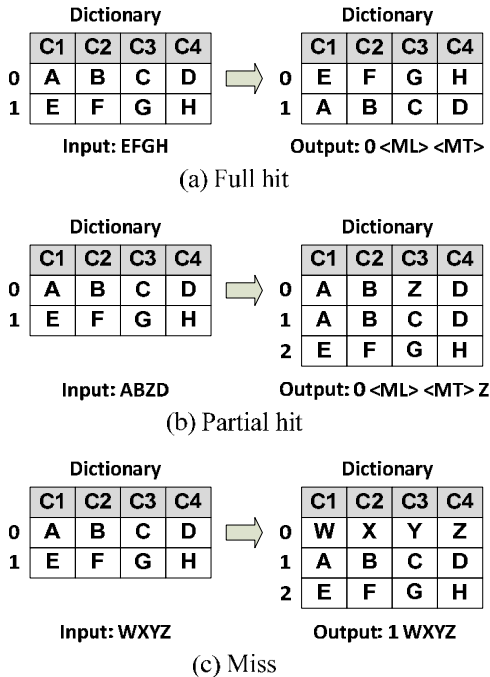 Dictionary Dictionary
C1 C2 C3 C4 C1 C2 C3 C4
0 A B C D 0 E F G H
1 E F G H 1 A B C D
Input: EFGH Output: 0 <ML> <MT>
(a) Full hit
Dictionary Dictionary
C1 C2 C3 C4 C1 C2 C3 C4
0 A B C D 0 A B Z D
1 E F G H 1 A B C D
2 E F G H
Input: ABZD Output: 0 <ML> <MT> Z
(b) Partial hit
Dictionary Dictionary
C1 C2 C3 C4 C1 C2 C3 C4
0 A B C D 0 W X Y Z
1 E F G H 1 A B C D
2 E F G H
Input: WXYZ Output: 1 WXYZ
(c) Miss